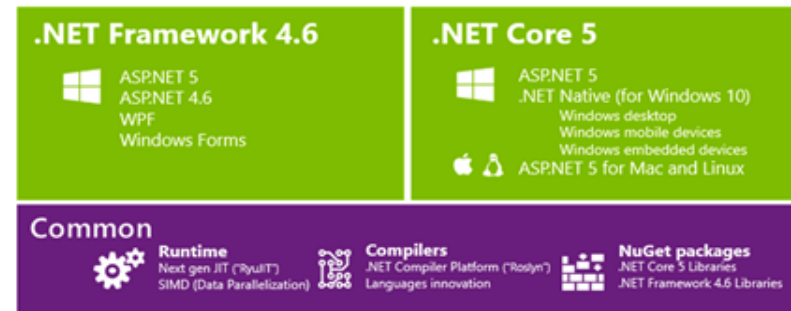 .NET Framework 4.6
ASP.NET 5
ASP.NET 4.6
WPF
Windows Forms
.NET Core 5
ASP.NET 5
.NET Native (for Windows 10)
Windows desktop
Windows mobile devices
Windows embedded devices
ASP.NET 5 for Mac and Linux
Common
Runtime
Next gen JIT ("RyuJIT")
SIMD (Data Parallelization)
Compilers
.NET Compiler Platform ("Roslyn")
Languages innovation
NuGet packages
.NET Core 5 Libraries
.NET Framework 4.6 Libraries